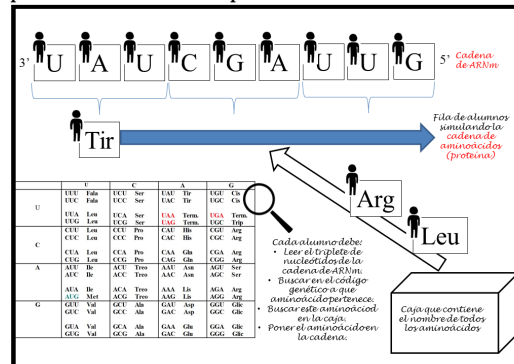 3’ U A U C G A U U G 5’
Cadena
de ARNm
Tir
Fila de alumnos
simulando la
cadena de
aminoácidos
(proteína)
Arg
Leu
U C A G
UUU Fala UCU Ser UAU Tir UGU Cis
UUC Fala UCC Ser UAC Tir UGC Cis
U
UUA Leu UCA Ser UAA Term. UGA Term.
UUG Leu UCG Ser UAG Term. UGC Trip
CUU Leu CCU Pro CAU His CGU Arg
CUC Leu CCC Pro CAC His CGC Arg
C
CUA Leu CCA Pro CAA Gln CGA Arg
CUG Leu CCG Pro CAG Gln CGG Arg
A AUU Ile ACU Treo AAU Asn AGU Ser
AUC Ile ACC Treo AAC Asn AGC Ser
AUA Ile ACA Treo AAA Lis AGA Arg
AUG Met ACG Treo AAG Lis AGG Arg
G GUU Val GCU Ala GAU Asp GGU Glic
GUC Val GCC Ala GAC Asp GGC Glic
GUA Val GCA Ala GAA Glu GGA Glic
GUG Val GCG Ala GAC Glu GGG Glic
Cada alumno debe:
• Leer el triplete de
nucleótidos de la
cadena de ARNm.
• Buscar en el código
genético a que
aminoácido pertenece.
• Buscar este aminoácido
en la caja.
• Poner el aminoácido en
la cadena.
Caja que contiene
el nombre de todos
los aminoácidos